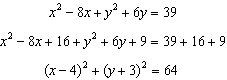 x² − 8x + y² + 6y = 39
x² − 8x + 16 + y² + 6y + 9 = 39 + 16 + 9
(x − 4)² + (y + 3)² = 64